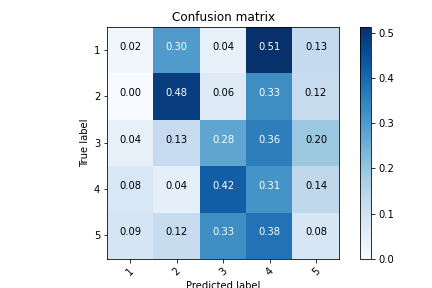 Confusion matrix
True label
1 0.02 0.30 0.04 0.51 0.13
2 0.00 0.48 0.06 0.33 0.12
3 0.04 0.13 0.28 0.36 0.20
4 0.08 0.04 0.42 0.31 0.14
5 0.09 0.12 0.33 0.38 0.08
1 2 3 4 5
Predicted label
0.5
0.4
0.3
0.2
0.1
0.0